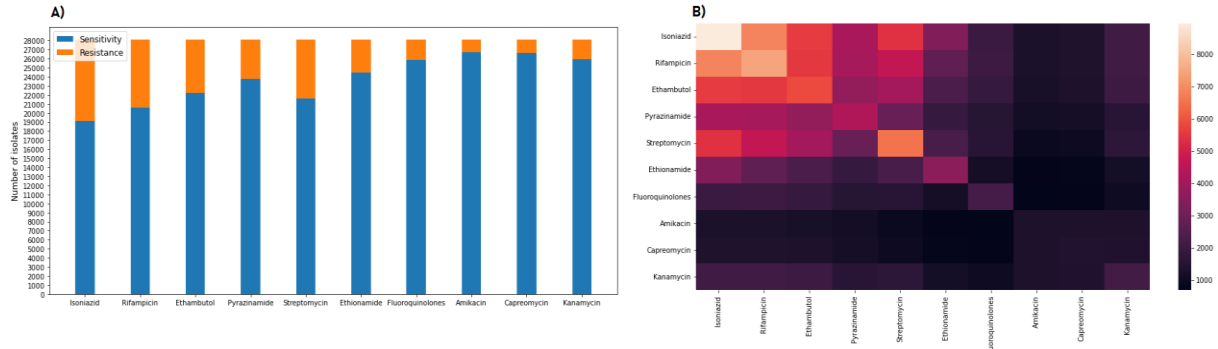 A)
Sensitivity
Resistance
28000
27000
26000
25000
24000
23000
22000
21000
20000
19000
18000
17000
16000
15000
14000
13000
12000
11000
10000
9000
8000
7000
6000
5000
4000
3000
2000
1000
0
Number of isolates
Isoniazid
Rifampicin
Ethambutol
Pyrazinamide
Streptomycin
Ethionamide
Fluoroquinolones
Amikacin
Capreomycin
Kanamycin
B)
Isoniazid
Rifampicin
Ethambutol
Pyrazinamide
Streptomycin
Ethionamide
Fluoroquinolones
Amikacin
Capreomycin
Kanamycin
Isoniazid
Rifampicin
Ethambutol
Pyrazinamide
Streptomycin
Ethionamide
luoroquinolones
Amikacin
Capreomycin
Kanamycin
8000
7000
6000
5000
4000
3000
2000
1000